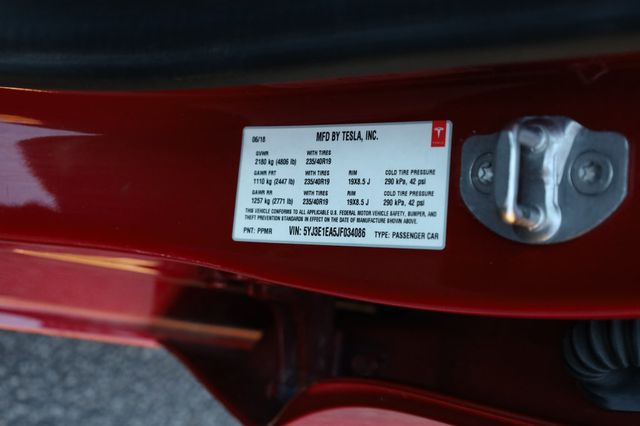 06/18 MFD BY TESLA, INC.
GVWR WITH TIRES
2180 kg (4806 lb) 235/40R19
GAWR FRT WITH TIRES RIM COLD TIRE PRESSURE
1110 kg (2447 lb) 235/40R19 19X8.5 J 290 kPa, 42 psi
GAWR RR WITH TIRES RIM COLD TIRE PRESSURE
1257 kg (2771 lb) 235/40R19 19X8.5 J 290 kPa, 42 psi
THIS VEHICLE CONFORMS TO ALL APPLICABLE U.S. FEDERAL MOTOR VEHICLE SAFETY, BUMPER, AND
THEFT PREVENTION STANDARDS IN EFFECT ON THE DATE OF MANUFACTURE SHOWN ABOVE.
PNT: PPMR VIN: 5YJ3E1EA5JF034086 TYPE: PASSENGER CAR